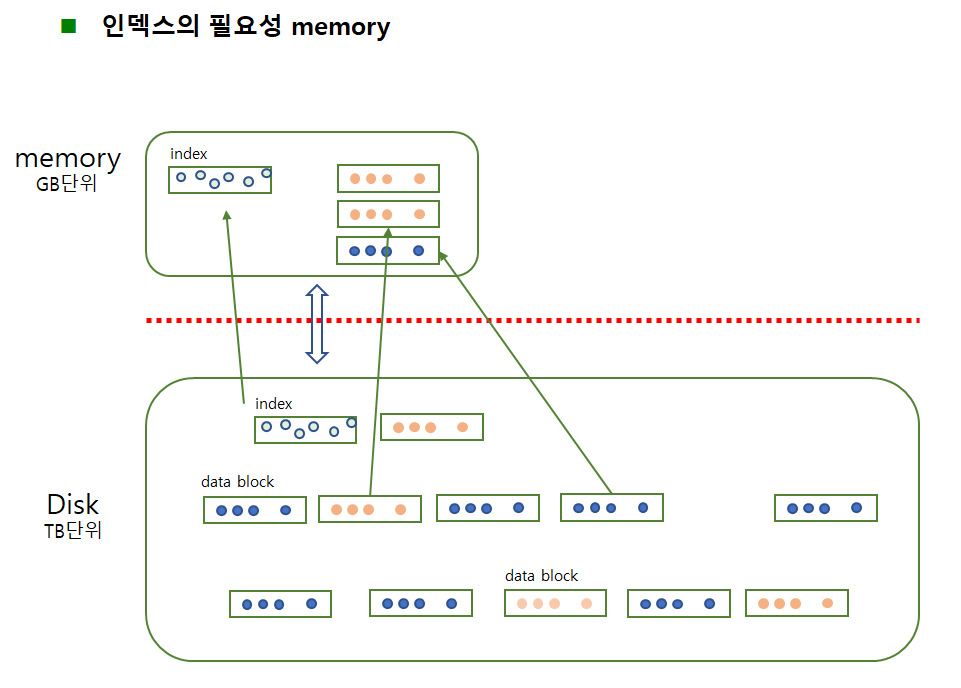 인덱스의 필요성 memory
memory
GB단위
index
index
data block
Disk
TB단위
data block